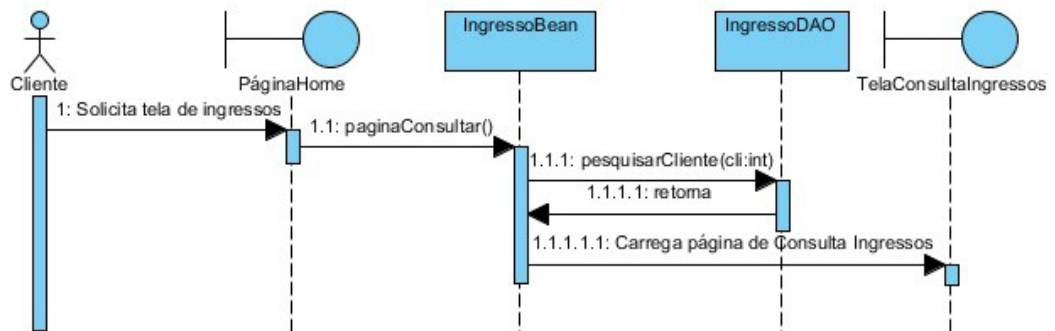 IngressoBean
IngressoDAO
Cliente
PáginaHome
TelaConsultaIngressos
1: Solicita tela de ingressos
1.1: paginaConsultar()
1.1.1: pesquisarCliente(cli:int)
1.1.1.1: retorna
1.1.1.1.1: Carrega página de Consulta Ingressos